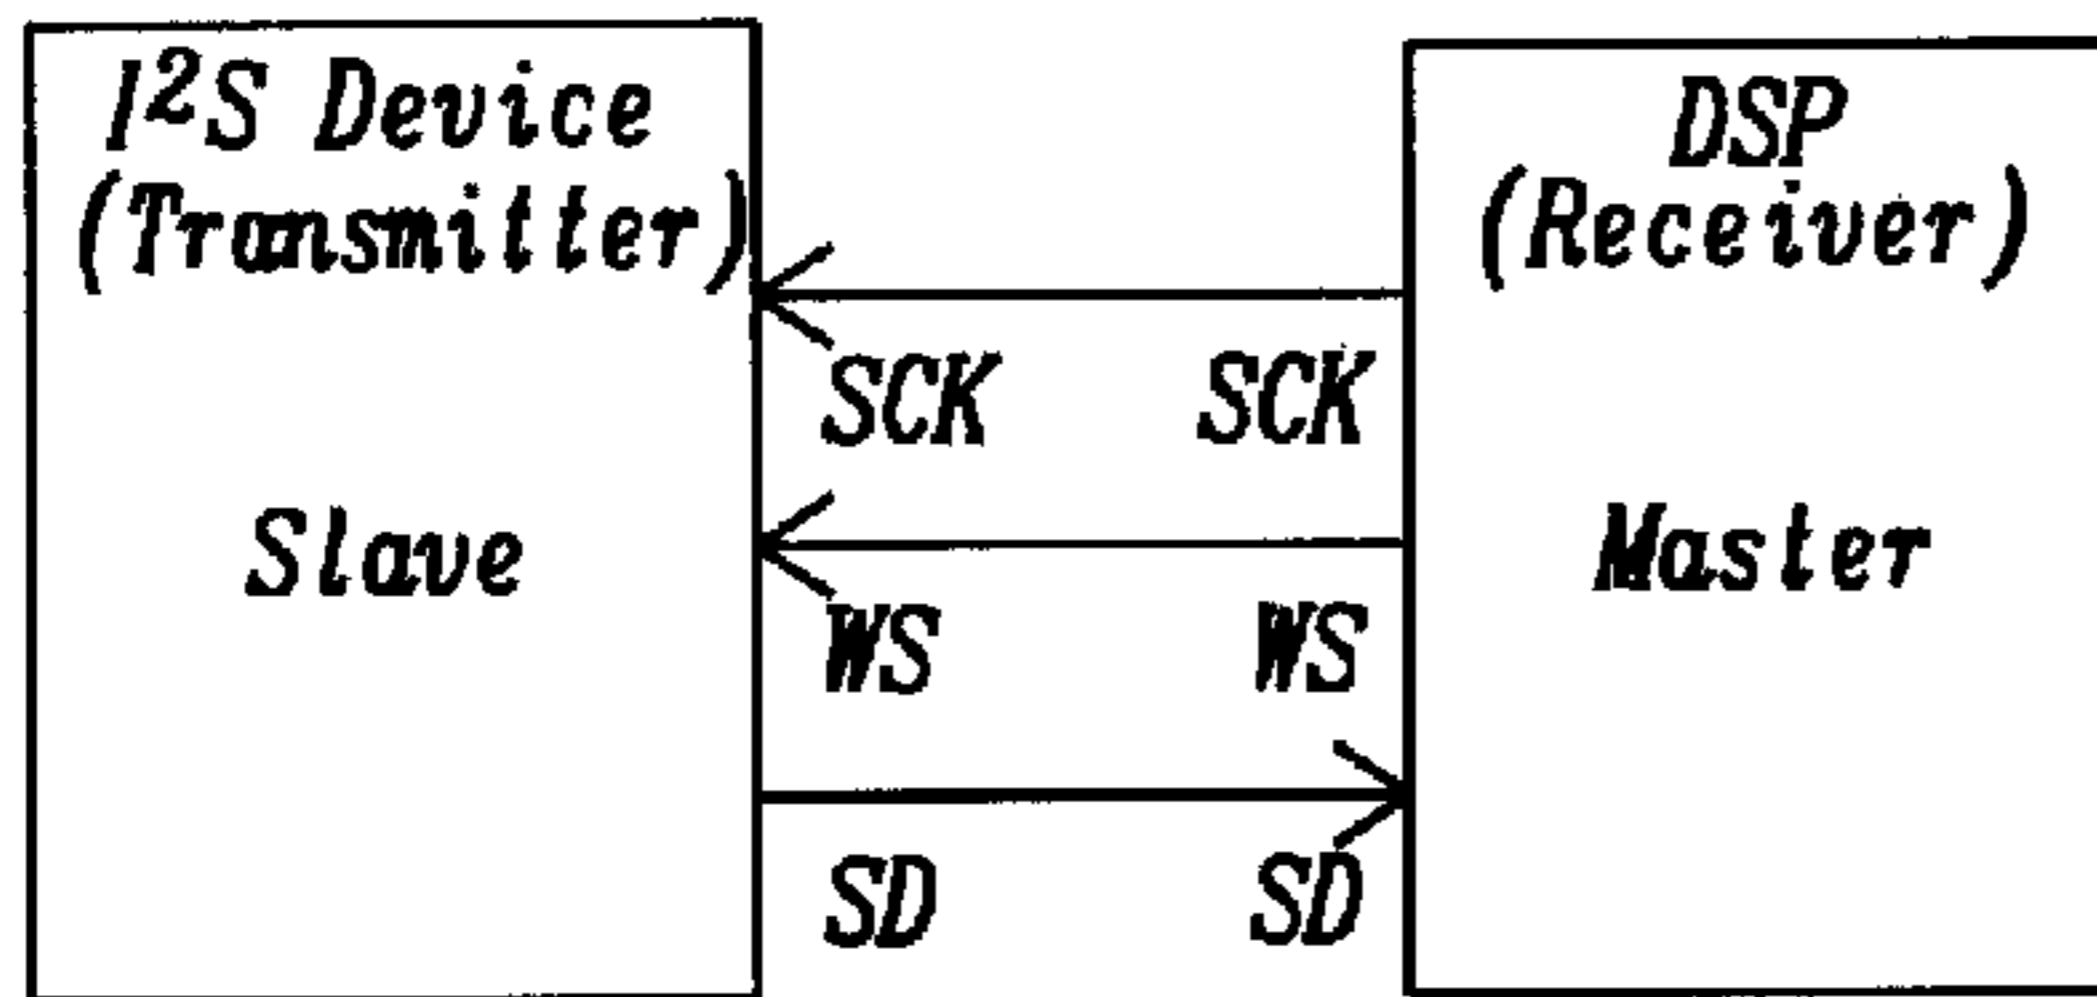 I²S Device
(Transmitter)
DSP
(Receiver)
SCK SCK
Slave
Master
WS WS
SD SD